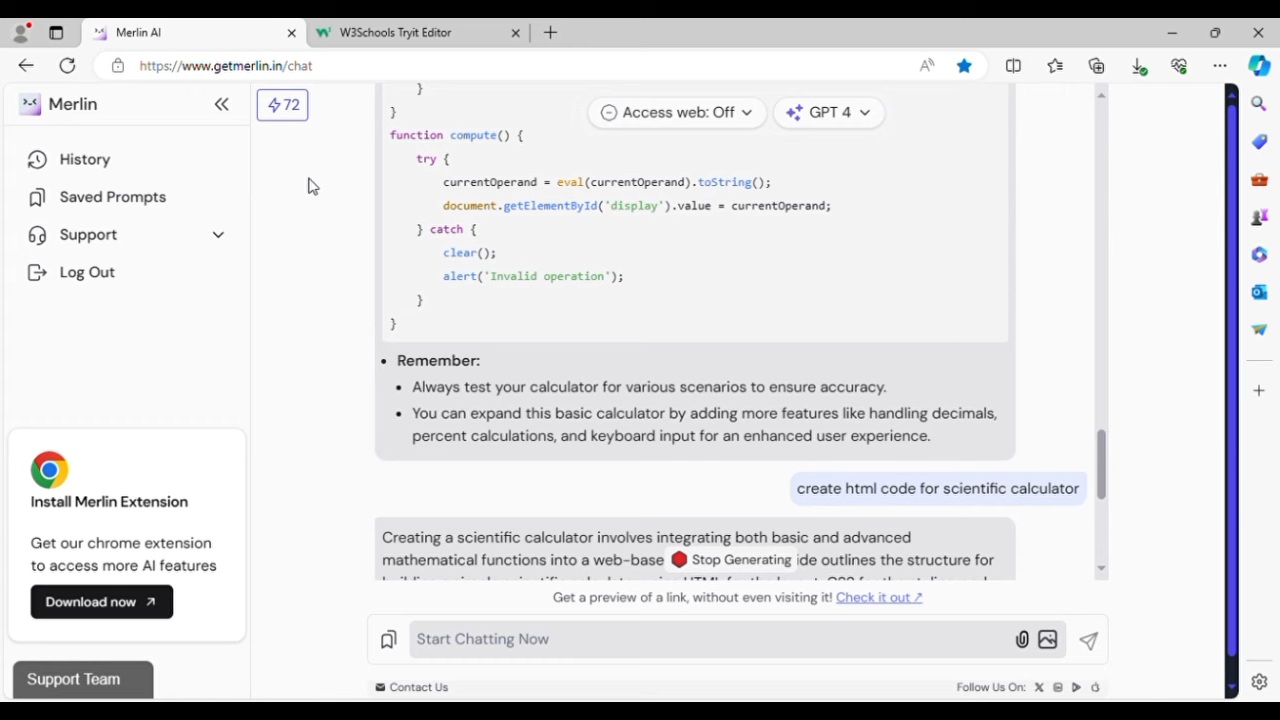 Merlin AI
W3Schools Tryit Editor
https://www.getmerlin.in/chat
Merlin
72
Access web: Off
GPT 4
History
Saved Prompts
Support
Log Out
}
}
function compute() {
try {
currentOperand = eval(currentOperand).toString();
document.getElementById('display').value = currentOperand;
} catch {
clear();
alert('Invalid operation');
}
}
• Remember:
• Always test your calculator for various scenarios to ensure accuracy.
• You can expand this basic calculator by adding more features like handling decimals,
percent calculations, and keyboard input for an enhanced user experience.
create html code for scientific calculator
Creating a scientific calculator involves integrating both basic and advanced
mathematical functions into a web-base
Stop Generating
ide outlines the structure for
Install Merlin Extension
Get our chrome extension
to access more AI features
Download now
Support Team
Get a preview of a link, without even visiting it! Check it out
Start Chatting Now
Contact Us
Follow Us On: